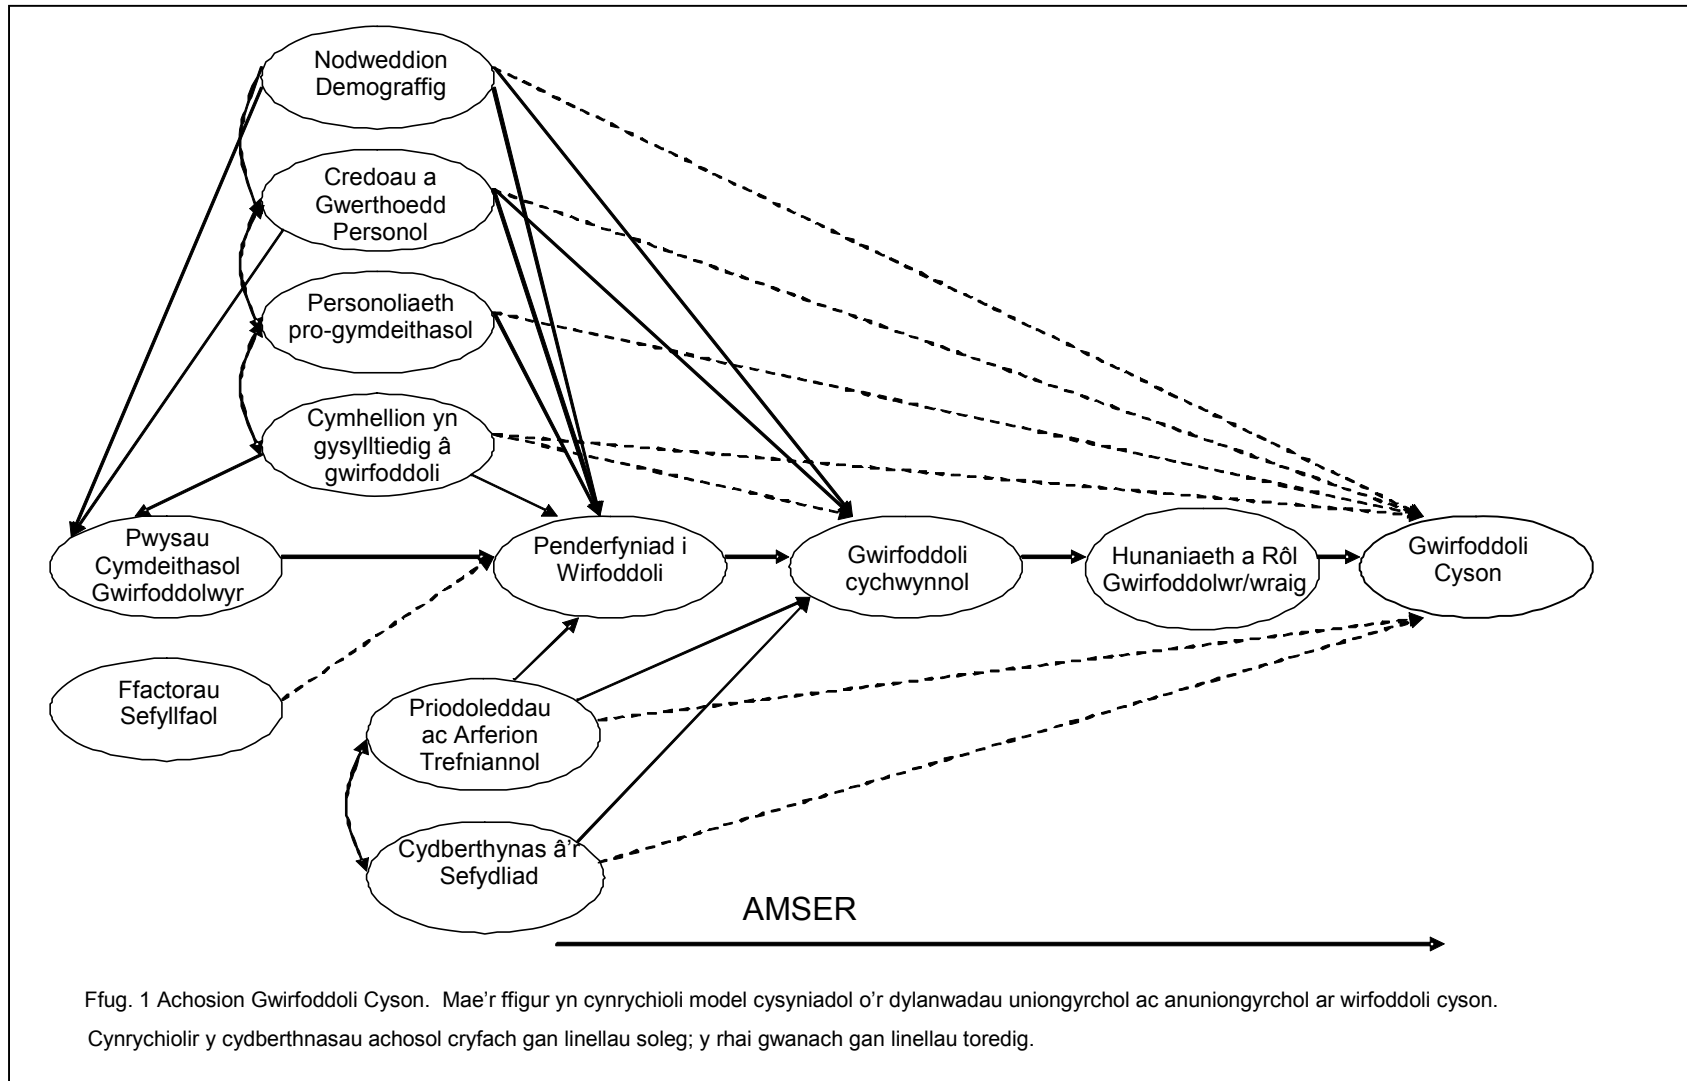 Nodweddion
Demograffig
Credoau a
Gwerthoedd
Personol
Personoliaeth
pro-gymdeithasol
Cymhellion yn
gysylltiedig â
gwirfoddoli
Pwysau
Cymdeithasol
Gwirfoddolwyr
Penderfyniad i
Wirfoddoli
Gwirfoddoli
cychwynnol
Hunaniaeth a Rôl
Gwirfoddolwr/wraig
Gwirfoddoli
Cyson
Ffactorau
Sefyllfaol
Priodoleddau
ac Arferion
Trefniannol
Cydberthynas â'r
Sefydliad
AMSER
Ffug. 1 Achosion Gwirfoddoli Cyson.  Mae'r ffigur yn cynrychioli model cysyniadol o'r dylanwadau uniongyrchol ac anuniongyrchol ar wirfoddoli cyson.
Cynrychiolir y cydberthnasau achosol cryfach gan linellau soleg; y rhai gwanach gan linellau toredig.